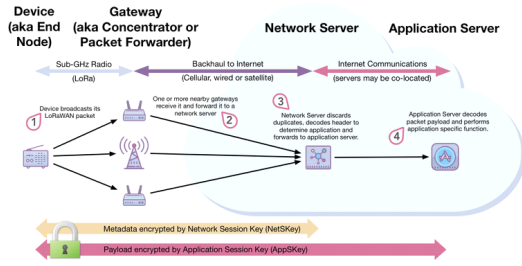 Device
(aka End
Node)
Gateway
(aka Concentrator or
Packet Forwarder)
Network Server
Application Server
Sub-GHz Radio
(LoRa)
Backhaul to Internet
(Cellular, wired or satellite)
Internet Communications
(servers may be co-located)
1
Device broadcasts its
LoRaWAN packet
One or more nearby gateways
receive it and forward it to a
network server
2
3
Network Server discards
duplicates, decodes header to
determine application and
forwards to application server.
4
Application Server decodes
packet payload and performs
application specific function.
Metadata encrypted by Network Session Key (NetSKey)
Payload encrypted by Application Session Key (AppSKey)